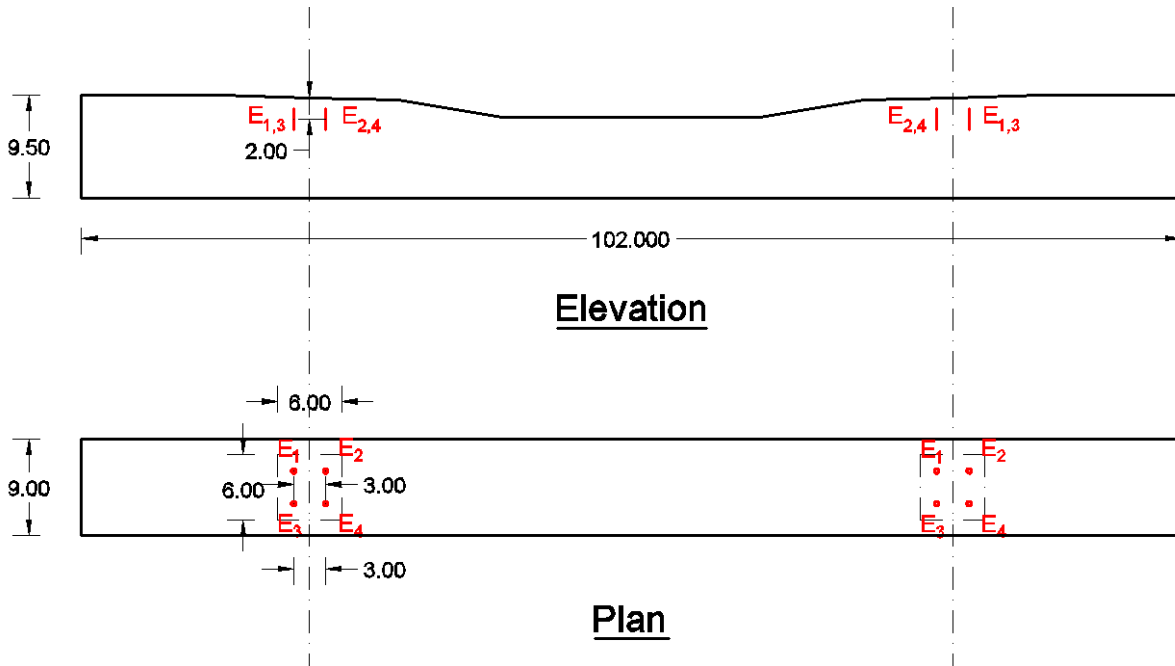 E1,3 E2,4 E2,4 E1,3
9.50
2.00
102.000
Elevation
6.00
E1 E2 E1 E2
9.00 6.00 3.00
E3 E4 E3 E4
3.00
Plan